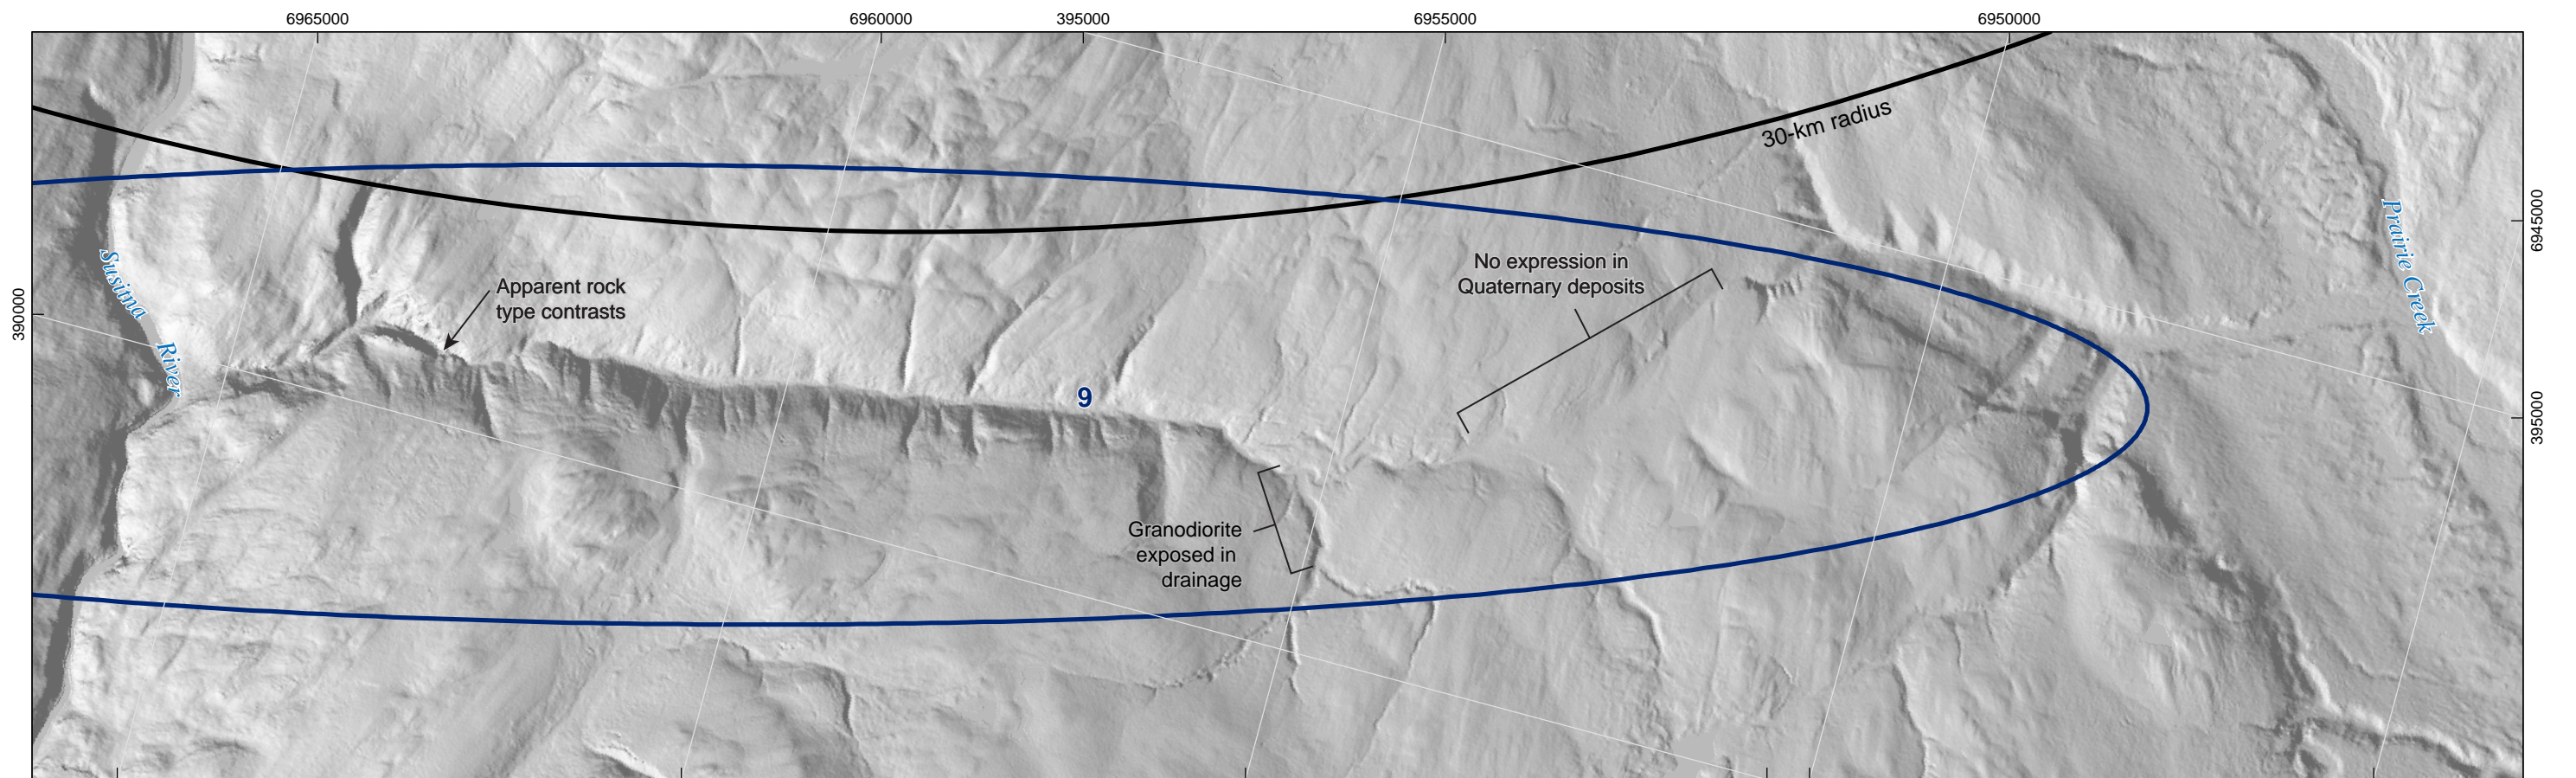 6965000
6960000
395000
6955000
6950000
30-km radius
6945000
Prairie Creek
No expression in
Quaternary deposits
Susitna
River
Apparent rock
type contrasts
390000
9
395000
Granodiorite
exposed in
drainage